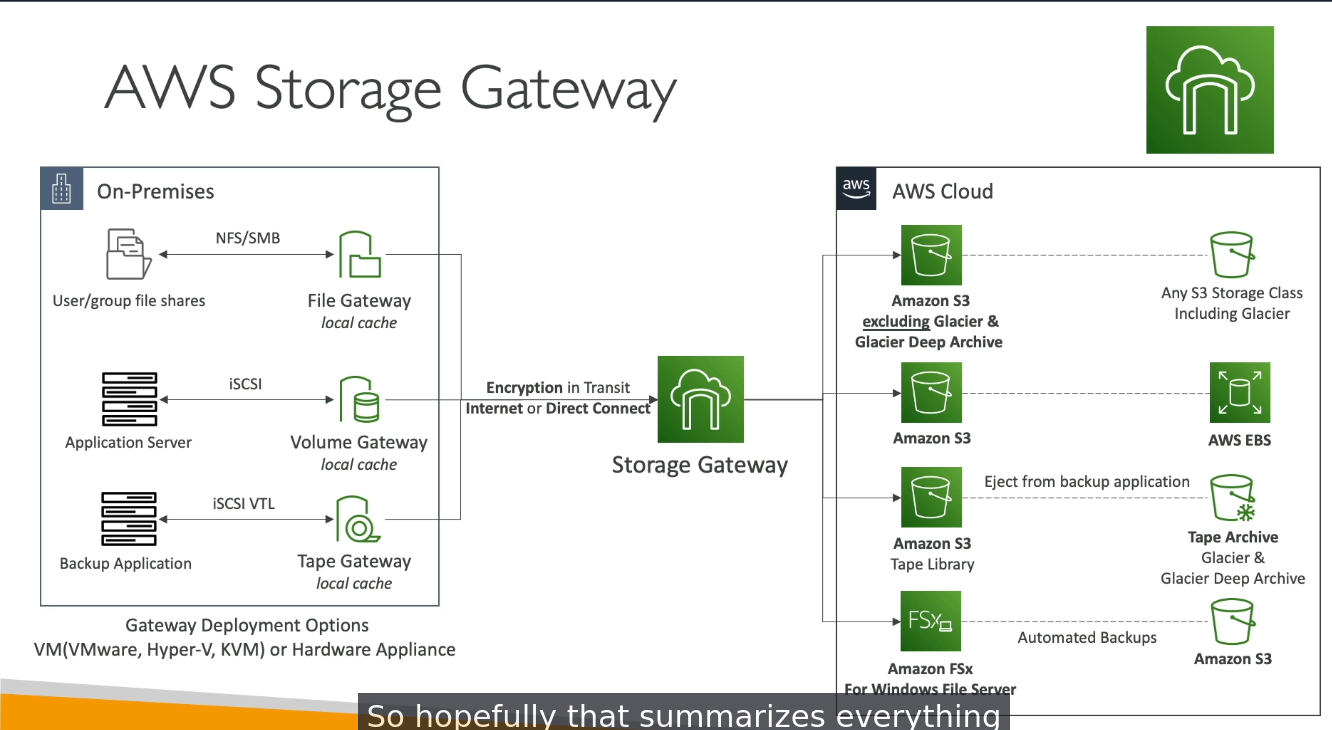 AWS Storage Gateway
On-Premises
NFS/SMB
User/group file shares
File Gateway
local cache
iSCSI
Application Server
Volume Gateway
local cache
iSCSI VTL
Backup Application
Tape Gateway
local cache
Gateway Deployment Options
VM(VMware, Hyper-V, KVM) or Hardware Appliance
Encryption in Transit
Internet or Direct Connect
Storage Gateway
aws
AWS Cloud
Amazon S3
excluding Glacier &
Glacier Deep Archive
Any S3 Storage Class
Including Glacier
Amazon S3
AWS EBS
Eject from backup application
Amazon S3
Tape Library
Tape Archive
Glacier &
Glacier Deep Archive
FSx
Automated Backups
Amazon FSx
For Windows File Server
Amazon S3
So hopefully that summarizes everything